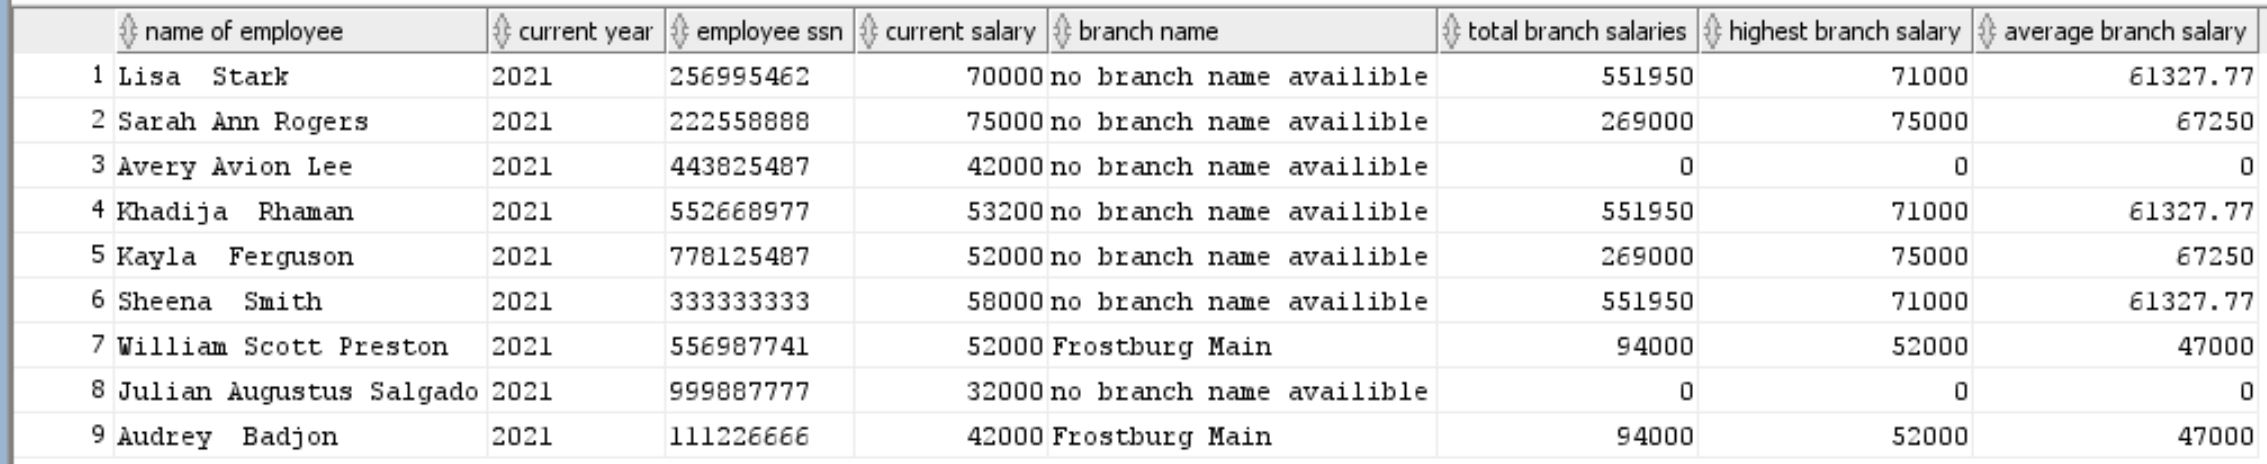 name of employee current year employee ssn current salary branch name total branch salaries highest branch salary average branch salary
1 Lisa  Stark 2021 256995462 70000 no branch name availible 551950 71000 61327.77
2 Sarah Ann Rogers 2021 222558888 75000 no branch name availible 269000 75000 67250
3 Avery Avion Lee 2021 443825487 42000 no branch name availible 0 0 0
4 Khadija  Rhaman 2021 552668977 53200 no branch name availible 551950 71000 61327.77
5 Kayla  Ferguson 2021 778125487 52000 no branch name availible 269000 75000 67250
6 Sheena  Smith 2021 333333333 58000 no branch name availible 551950 71000 61327.77
7 William Scott Preston 2021 556987741 52000 Frostburg Main 94000 52000 47000
8 Julian Augustus Salgado 2021 999887777 32000 no branch name availible 0 0 0
9 Audrey  Badjon 2021 111226666 42000 Frostburg Main 94000 52000 47000